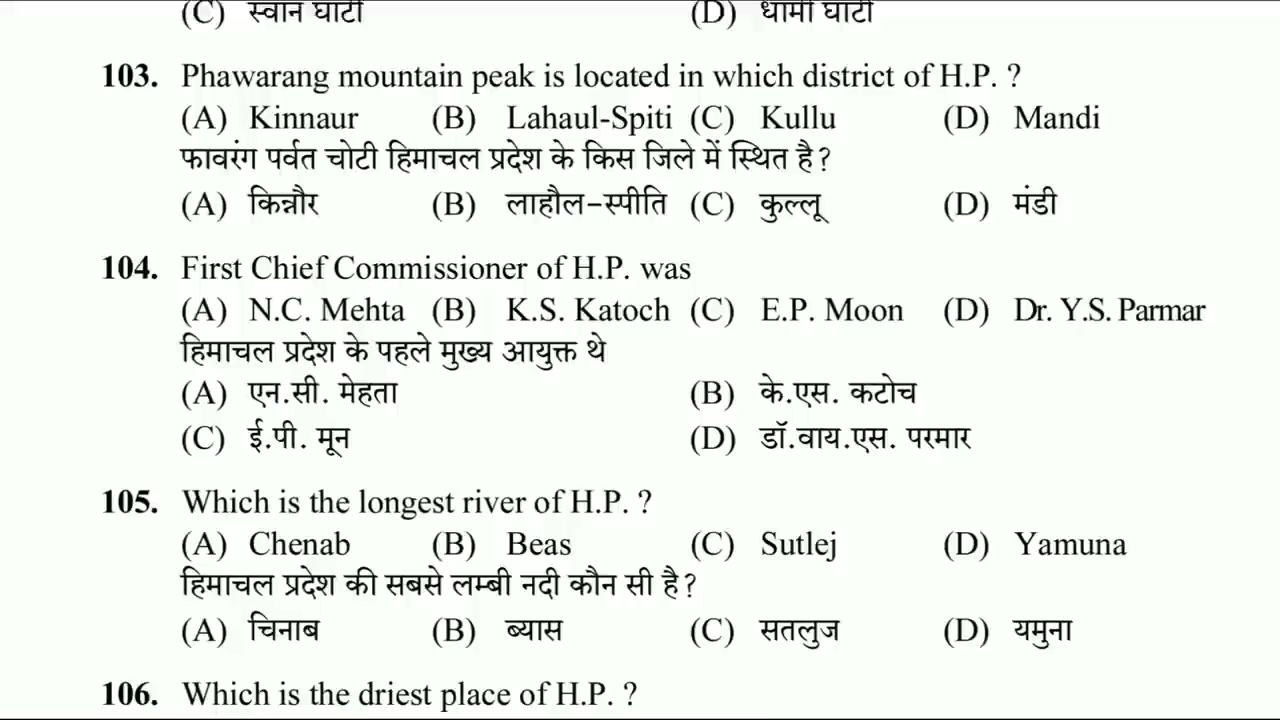 (C) स्वान घाटी (D) धामी घाटी
103. Phawarang mountain peak is located in which district of H.P. ?
(A) Kinnaur (B) Lahaul-Spiti (C) Kullu (D) Mandi
फावरंग पर्वत चोटी हिमाचल प्रदेश के किस जिले में स्थित है?
(A) किन्नौर (B) लाहौल-स्पीति (C) कुल्लू (D) मंडी
104. First Chief Commissioner of H.P. was
(A) N.C. Mehta (B) K.S. Katoch (C) E.P. Moon (D) Dr. Y.S. Parmar
हिमाचल प्रदेश के पहले मुख्य आयुक्त थे
(A) एन.सी. मेहता (B) के.एस. कटोच
(C) ई.पी. मून (D) डॉ.वाय.एस. परमार
105. Which is the longest river of H.P. ?
(A) Chenab (B) Beas (C) Sutlej (D) Yamuna
हिमाचल प्रदेश की सबसे लम्बी नदी कौन सी है?
(A) चिनाब (B) ब्यास (C) सतलुज (D) यमुना
106. Which is the driest place of H.P. ?